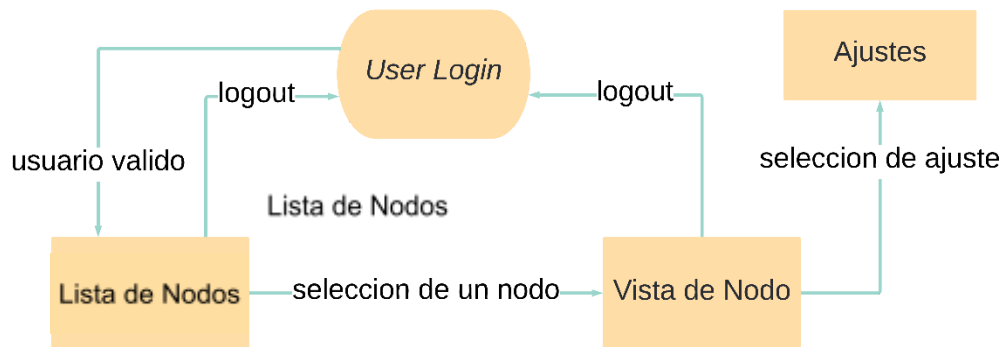 User Login
Ajustes
logout
logout
usuario valido
seleccion de ajuste
Lista de Nodos
Lista de Nodos
seleccion de un nodo
Vista de Nodo